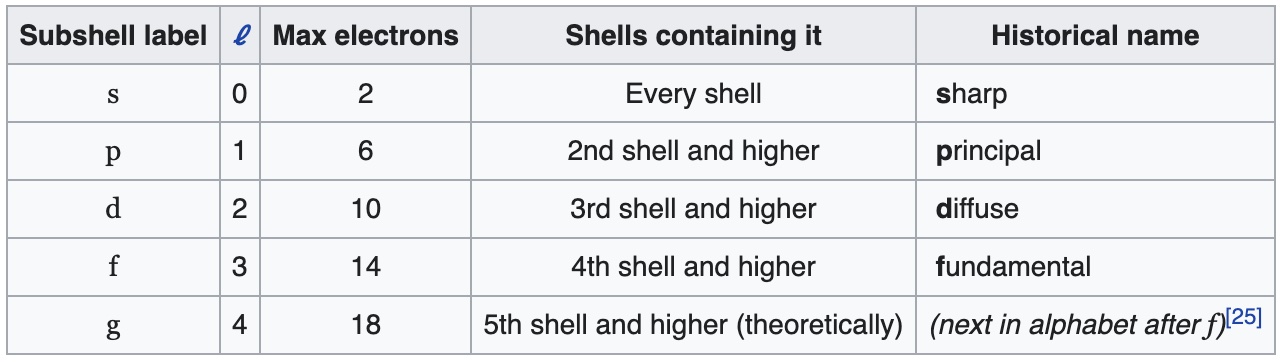 Subshell label ℓ Max electrons Shells containing it Historical name
s 0 2 Every shell sharp
p 1 6 2nd shell and higher principal
d 2 10 3rd shell and higher diffuse
f 3 14 4th shell and higher fundamental
g 4 18 5th shell and higher (theoretically) (next in alphabet after f)[25]